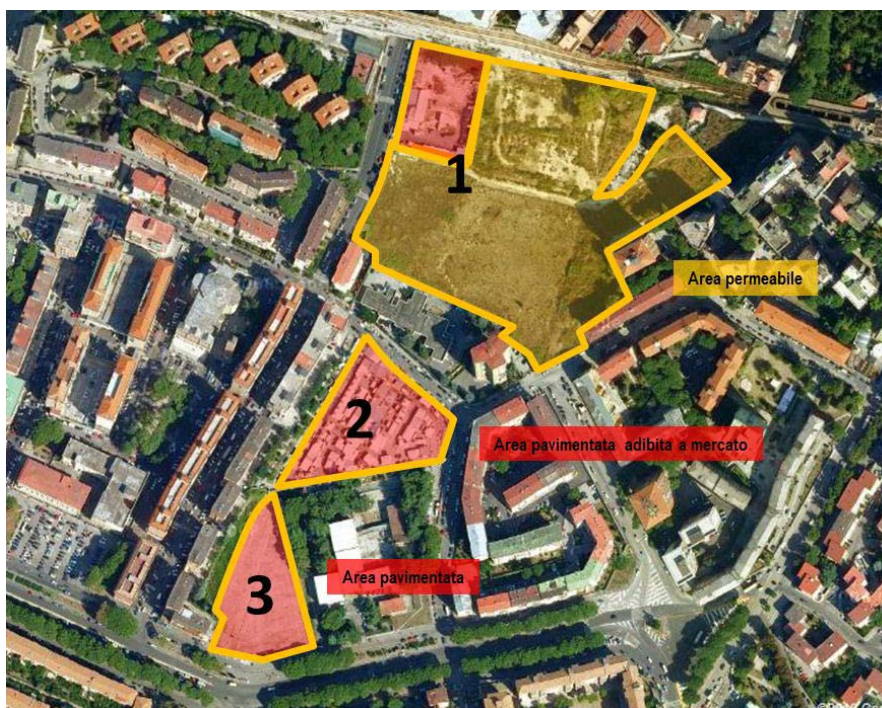 1
Area permeabile
2
Area pavimentata adibita a mercato
Area pavimentata
3